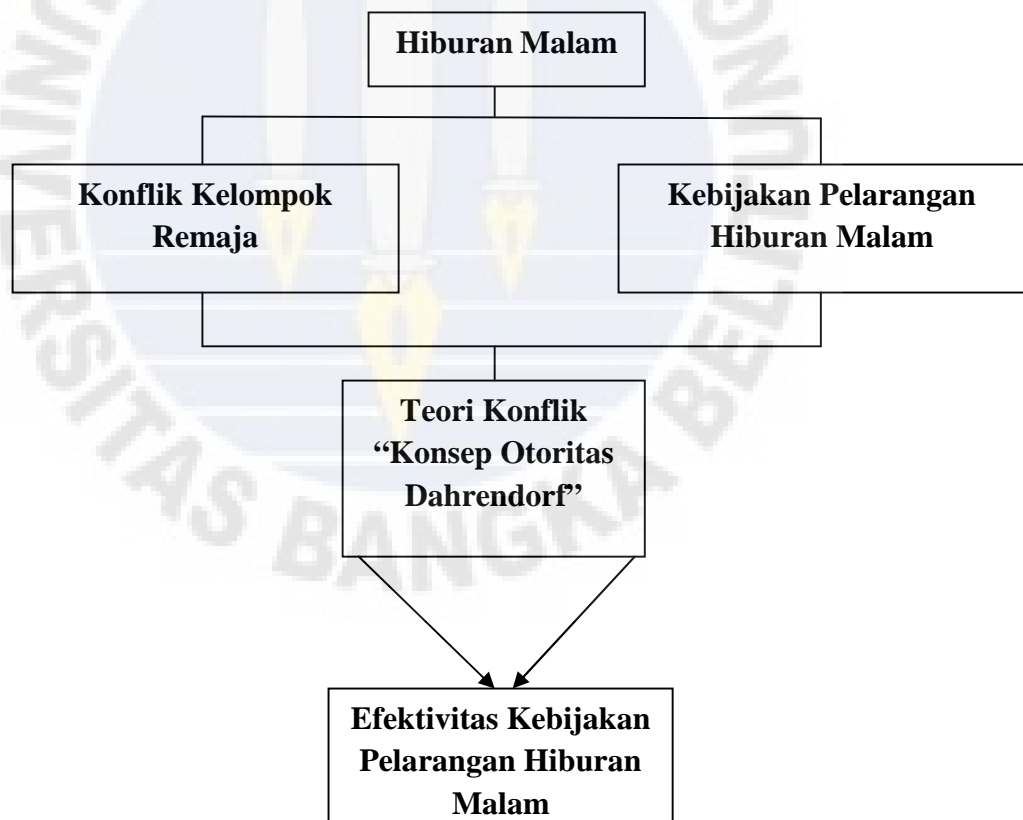 Hiburan Malam
Konflik Kelompok
Remaja
Kebijakan Pelarangan
Hiburan Malam
Teori Konflik
“Konsep Otoritas
Dahrendorf”
Efektivitas Kebijakan
Pelarangan Hiburan
Malam